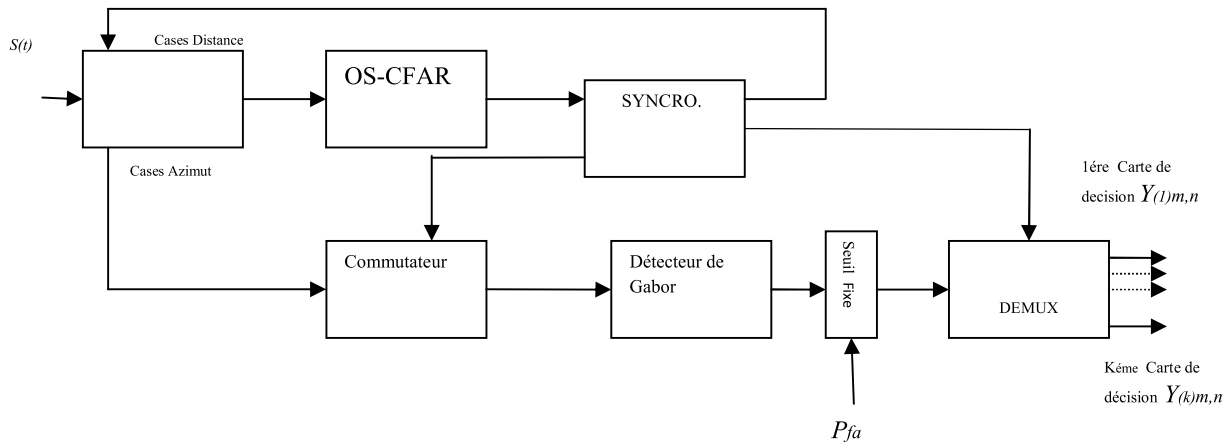 S(t)
Cases Distance
OS-CFAR
SYNCRO.
Cases Azimut
1ére Carte de
decision Y(1)m,n
Commutateur
Détecteur de
Gabor
Seuil Fixe
DEMUX
Kéme Carte de
décision Y(k)m,n
Pfa